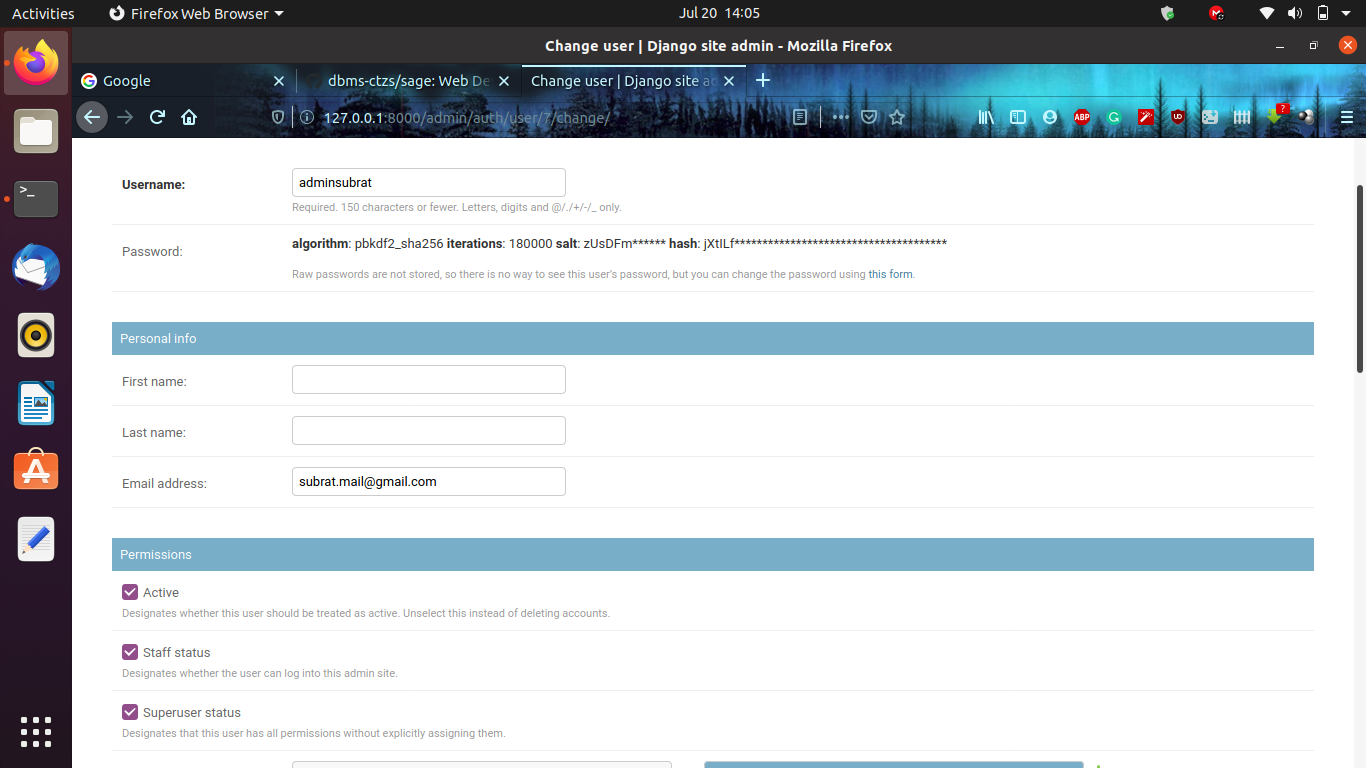 Activities Firefox Web Browser Jul 20 14:05
Change user | Django site admin - Mozilla Firefox
Google dbms-ctzs/sage: Web De Change user | Django site ad
127.0.0.1:8000/admin/auth/user/7/change/ ABP ?
Username: adminsubrat
Required. 150 characters or fewer. Letters, digits and @/./+/-/_ only.
Password: algorithm: pbkdf2_sha256 iterations: 180000 salt: zUsDFm****** hash: jXtILf**************************************
Raw passwords are not stored, so there is no way to see this user's password, but you can change the password using this form.
Personal info
First name:
Last name:
Email address: subrat.mail@gmail.com
Permissions
Active
Designates whether this user should be treated as active. Unselect this instead of deleting accounts.
Staff status
Designates whether the user can log into this admin site.
Superuser status
Designates that this user has all permissions without explicitly assigning them.